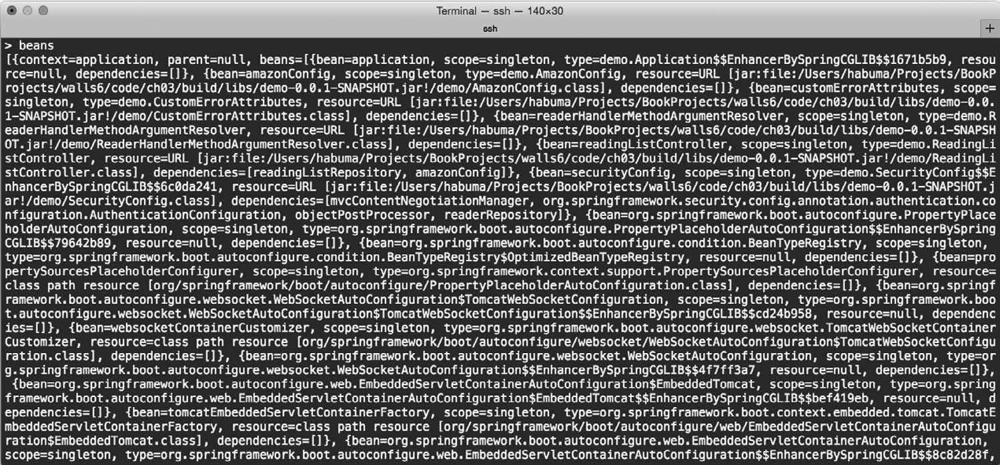 Terminal — ssh — 140×30
ssh
+
> beans
[{context=application, parent=null, beans=[{bean=application, scope=singleton, type=demo.Application$$EnhancerBySpringCGLIB$$1671b5b9, resou
rce=null, dependencies=[]}, {bean=amazonConfig, scope=singleton, type=demo.AmazonConfig, resource=URL [jar:file:/Users/habuma/Projects/BookP
rojects/walls6/code/ch03/build/libs/demo-0.0.1-SNAPSHOT.jar!/demo/AmazonConfig.class], dependencies=[]}, {bean=customErrorAttributes, scope=
singleton, type=demo.CustomErrorAttributes, resource=URL [jar:file:/Users/habuma/Projects/BookProjects/walls6/code/ch03/build/libs/demo-0.0.
1-SNAPSHOT.jar!/demo/CustomErrorAttributes.class], dependencies=[]}, {bean=readerHandlerMethodArgumentResolver, scope=singleton, type=demo.R
eaderHandlerMethodArgumentResolver, resource=URL [jar:file:/Users/habuma/Projects/BookProjects/walls6/code/ch03/build/libs/demo-0.0.1-SNAPSH
OT.jar!/demo/ReaderHandlerMethodArgumentResolver.class], dependencies=[]}, {bean=readingListController, scope=singleton, type=demo.ReadingLi
stController, resource=URL [jar:file:/Users/habuma/Projects/BookProjects/walls6/code/ch03/build/libs/demo-0.0.1-SNAPSHOT.jar!/demo/ReadingLi
stController.class], dependencies=[readingListRepository, amazonConfig]}, {bean=securityConfig, scope=singleton, type=demo.SecurityConfig$$E
nhancerBySpringCGLIB$$6c0da241, resource=URL [jar:file:/Users/habuma/Projects/BookProjects/walls6/code/ch03/build/libs/demo-0.0.1-SNAPSHOT.j
ar!/demo/SecurityConfig.class], dependencies=[mvcContentNegotiationManager, org.springframework.security.config.annotation.authentication.co
nfiguration.AuthenticationConfiguration, objectPostProcessor, readerRepository]}, {bean=org.springframework.boot.autoconfigure.PropertyPlace
holderAutoConfiguration, scope=singleton, type=org.springframework.boot.autoconfigure.PropertyPlaceholderAutoConfiguration$$EnhancerBySpring
CGLIB$$79642b89, resource=null, dependencies=[]}, {bean=org.springframework.boot.autoconfigure.condition.BeanTypeRegistry, scope=singleton,
type=org.springframework.boot.autoconfigure.condition.BeanTypeRegistry$OptimizedBeanTypeRegistry, resource=null, dependencies=[]}, {bean=pro
pertySourcesPlaceholderConfigurer, scope=singleton, type=org.springframework.context.support.PropertySourcesPlaceholderConfigurer, resource=
class path resource [org/springframework/boot/autoconfigure/PropertyPlaceholderAutoConfiguration.class], dependencies=[]}, {bean=org.springf
ramework.boot.autoconfigure.websocket.WebSocketAutoConfiguration$TomcatWebSocketConfiguration, scope=singleton, type=org.springframework.boo
t.autoconfigure.websocket.WebSocketAutoConfiguration$TomcatWebSocketConfiguration$$EnhancerBySpringCGLIB$$cd24b958, resource=null, dependenc
ies=[]}, {bean=websocketContainerCustomizer, scope=singleton, type=org.springframework.boot.autoconfigure.websocket.TomcatWebSocketContainer
Customizer, resource=class path resource [org/springframework/boot/autoconfigure/websocket/WebSocketAutoConfiguration$TomcatWebSocketConfigu
ration.class], dependencies=[]}, {bean=org.springframework.boot.autoconfigure.websocket.WebSocketAutoConfiguration, scope=singleton, type=or
g.springframework.boot.autoconfigure.websocket.WebSocketAutoConfiguration$$EnhancerBySpringCGLIB$$4f7ff3a7, resource=null, dependencies=[]},
{bean=org.springframework.boot.autoconfigure.web.EmbeddedServletContainerAutoConfiguration$EmbeddedTomcat, scope=singleton, type=org.spring
framework.boot.autoconfigure.web.EmbeddedServletContainerAutoConfiguration$EmbeddedTomcat$$EnhancerBySpringCGLIB$$bef419eb, resource=null, d
ependencies=[]}, {bean=tomcatEmbeddedServletContainerFactory, scope=singleton, type=org.springframework.boot.context.embedded.tomcat.TomcatE
mbeddedServletContainerFactory, resource=class path resource [org/springframework/boot/autoconfigure/web/EmbeddedServletContainerAutoConfigu
ration$EmbeddedTomcat.class], dependencies=[]}, {bean=org.springframework.boot.autoconfigure.web.EmbeddedServletContainerAutoConfiguration,
scope=singleton, type=org.springframework.boot.autoconfigure.web.EmbeddedServletContainerAutoConfiguration$$EnhancerBySpringCGLIB$$8c82d28f,